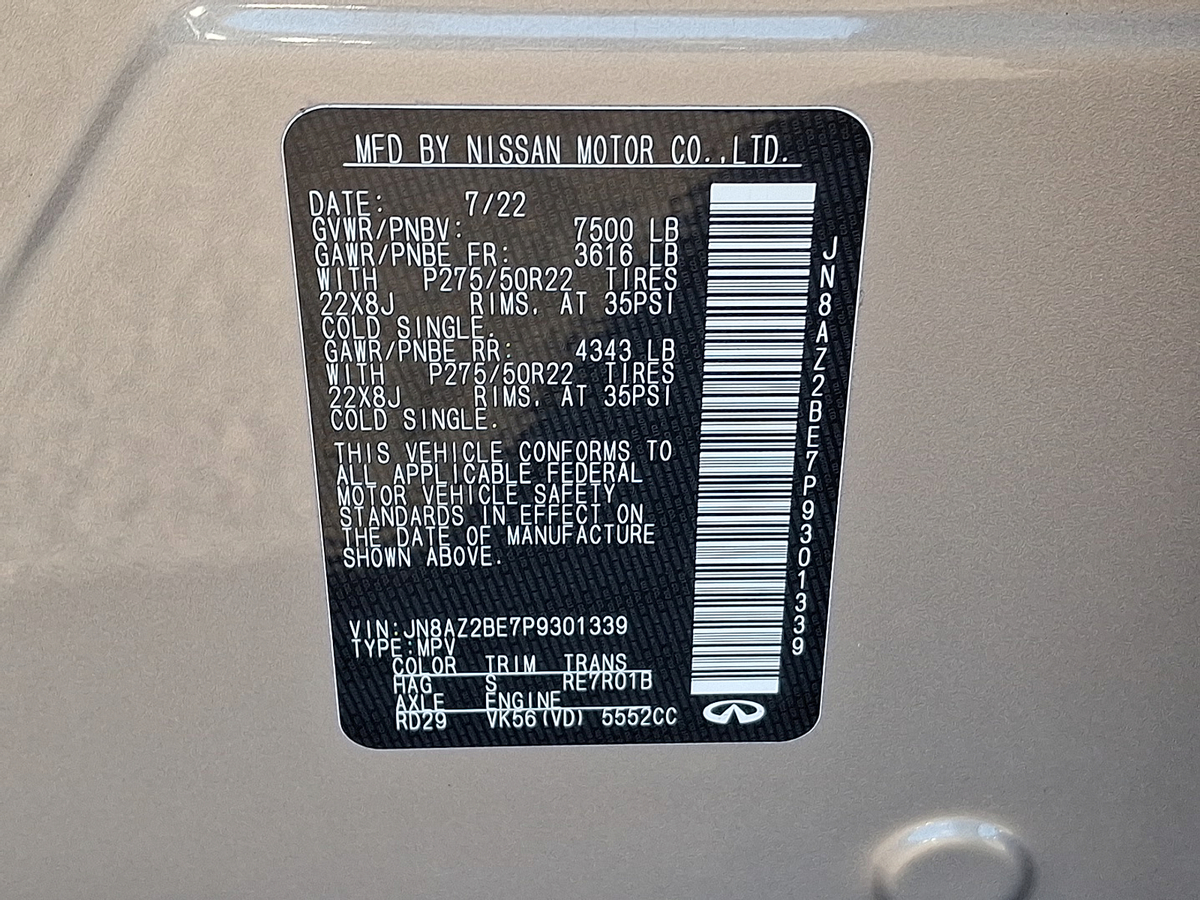 MFD BY NISSAN MOTOR CO.,LTD.
DATE: 7/22
GVWR/PNBV: 7500 LB
GAWR/PNBE FR: 3616 LB
WITH P275/50R22 TIRES
22X8J RIMS, AT 35PSI
COLD SINGLE.
GAWR/PNBE RR: 4343 LB
WITH P275/50R22 TIRES
22X8J RIMS, AT 35PSI
COLD SINGLE.
THIS VEHICLE CONFORMS TO
ALL APPLICABLE FEDERAL
MOTOR VEHICLE SAFETY
STANDARDS IN EFFECT ON
THE DATE OF MANUFACTURE
SHOWN ABOVE.
VIN:JN8AZ2BE7P9301339
TYPE:MPV
COLOR TRIM TRANS
HAG S RE7R01B
AXLE ENGINE
RD29 VK56(VD) 5552CC
JN8AZ2BE7P9301339